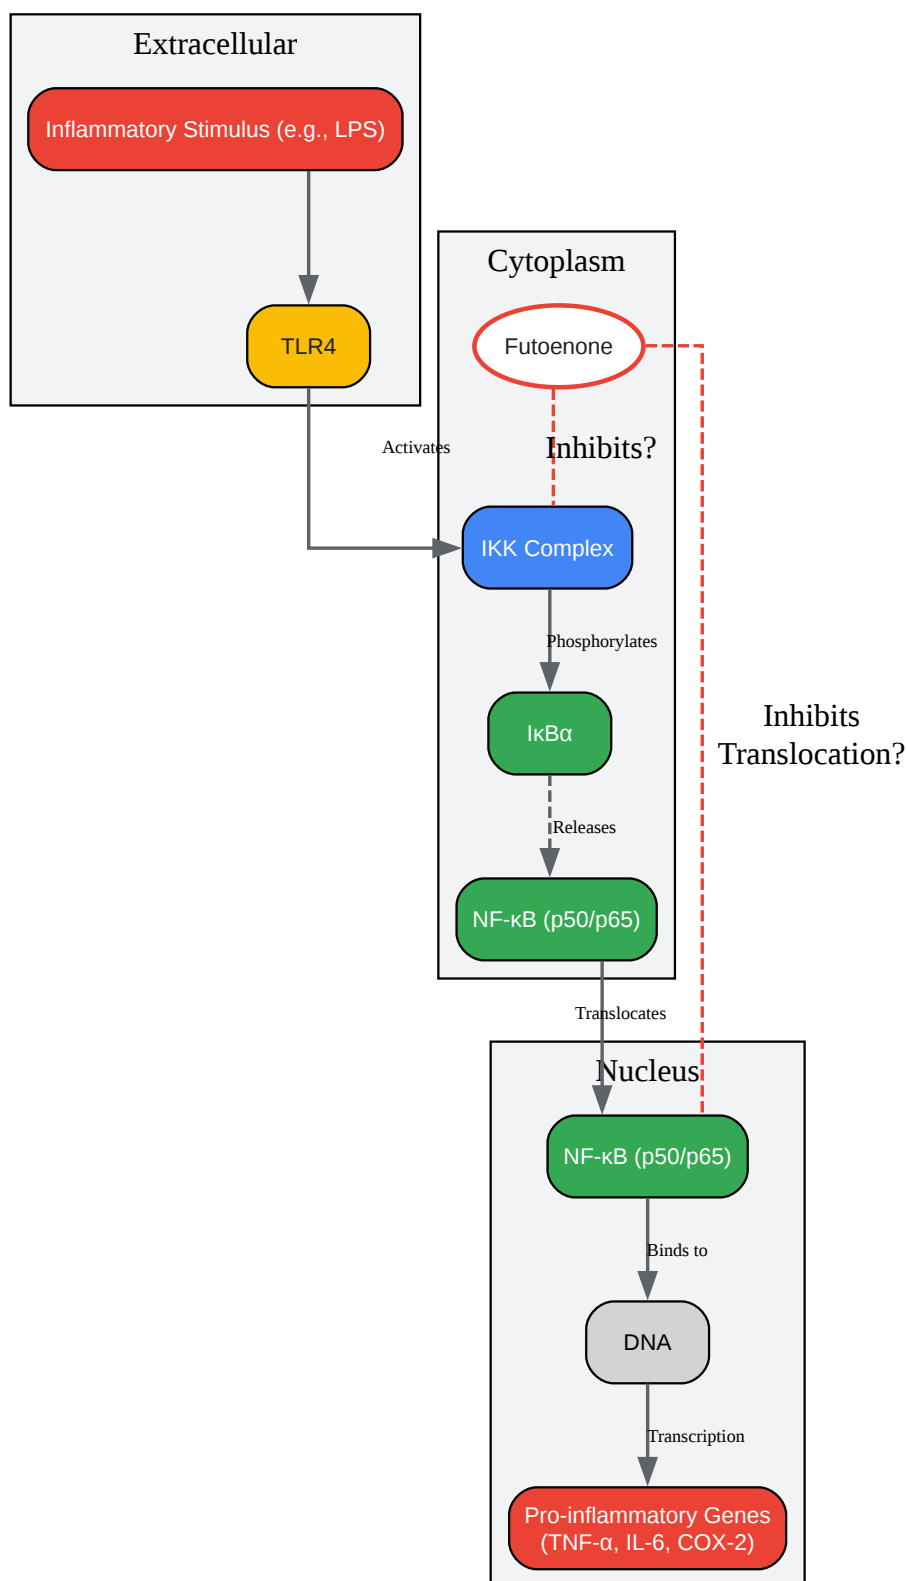 Extracellular
Inflammatory Stimulus (e.g., LPS)
TLR4
Activates
Cytoplasm
Futoenone
Inhibits?
IKK Complex
Phosphorylates
IκBα
Releases
NF-κB (p50/p65)
Inhibits
Translocation?
Translocates
Nucleus
NF-κB (p50/p65)
Binds to
DNA
Transcription
Pro-inflammatory Genes
(TNF-α, IL-6, COX-2)